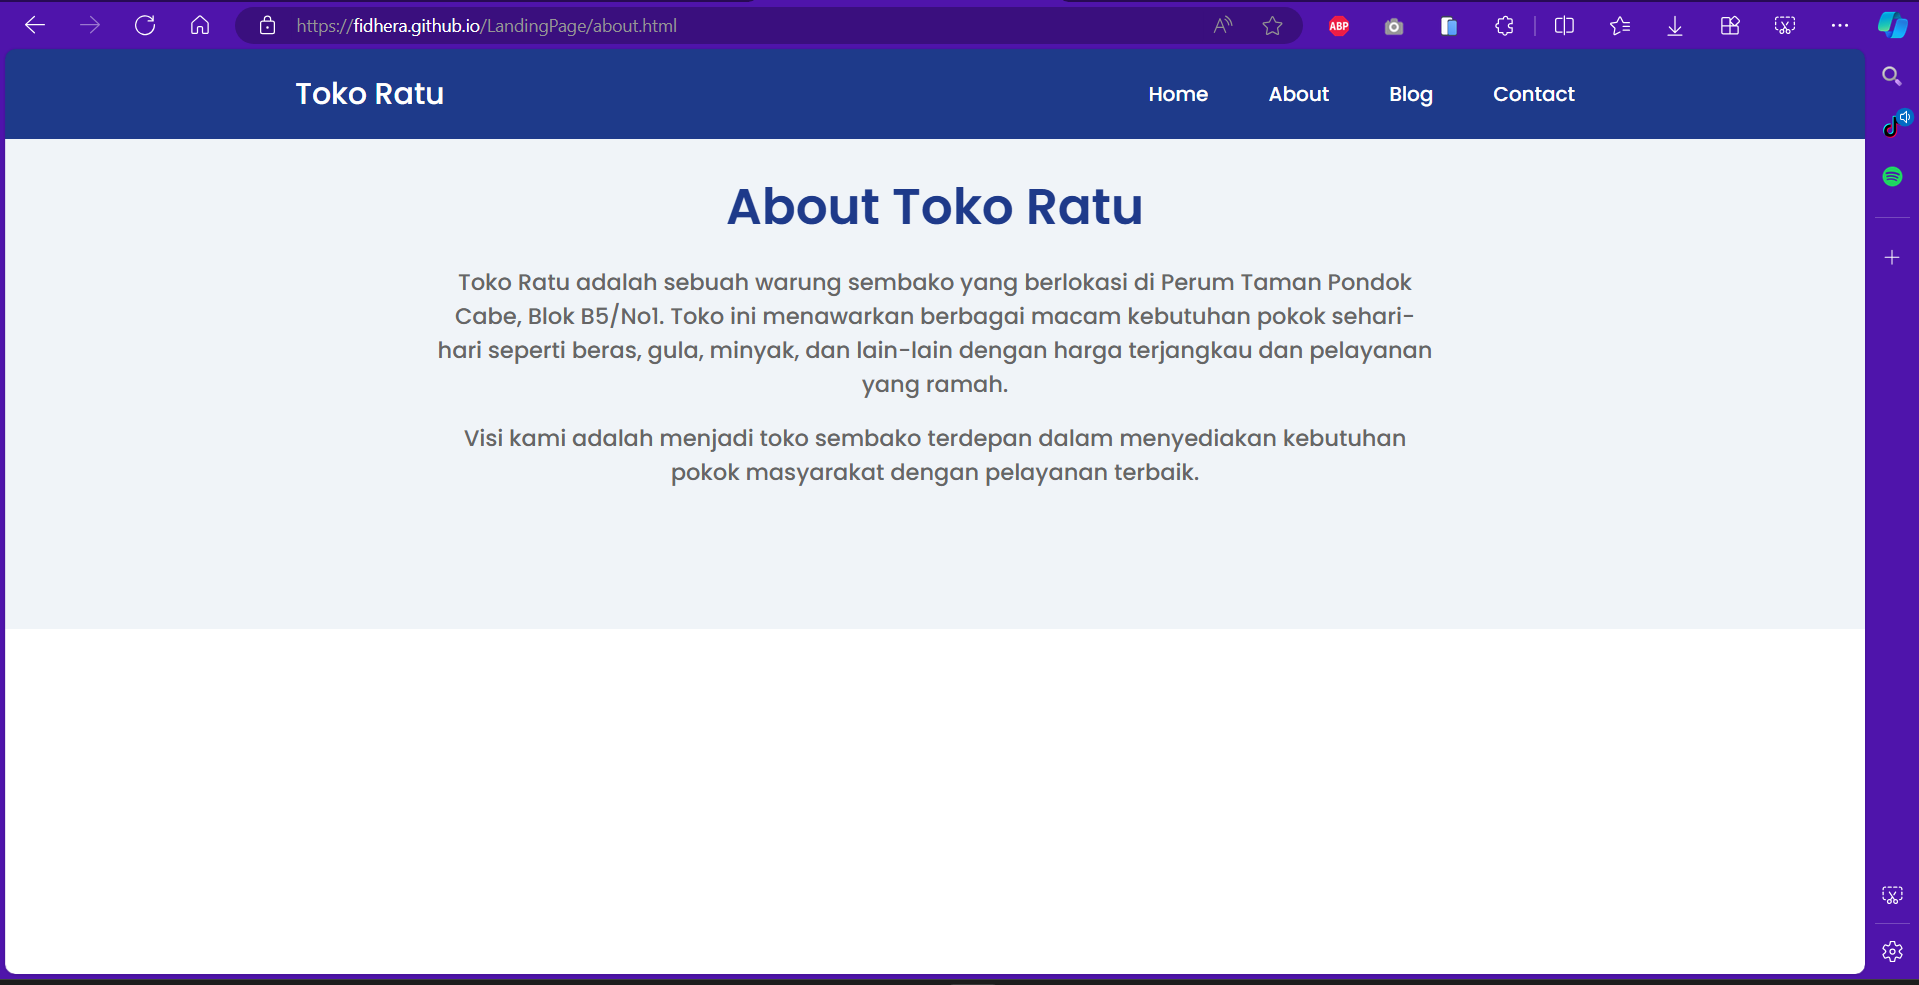 https://fidhera.github.io/LandingPage/about.html
ABP
Toko Ratu
Home About Blog Contact
About Toko Ratu
Toko Ratu adalah sebuah warung sembako yang berlokasi di Perum Taman Pondok
Cabe, Blok B5/No1. Toko ini menawarkan berbagai macam kebutuhan pokok sehari-
hari seperti beras, gula, minyak, dan lain-lain dengan harga terjangkau dan pelayanan
yang ramah.
Visi kami adalah menjadi toko sembako terdepan dalam menyediakan kebutuhan
pokok masyarakat dengan pelayanan terbaik.